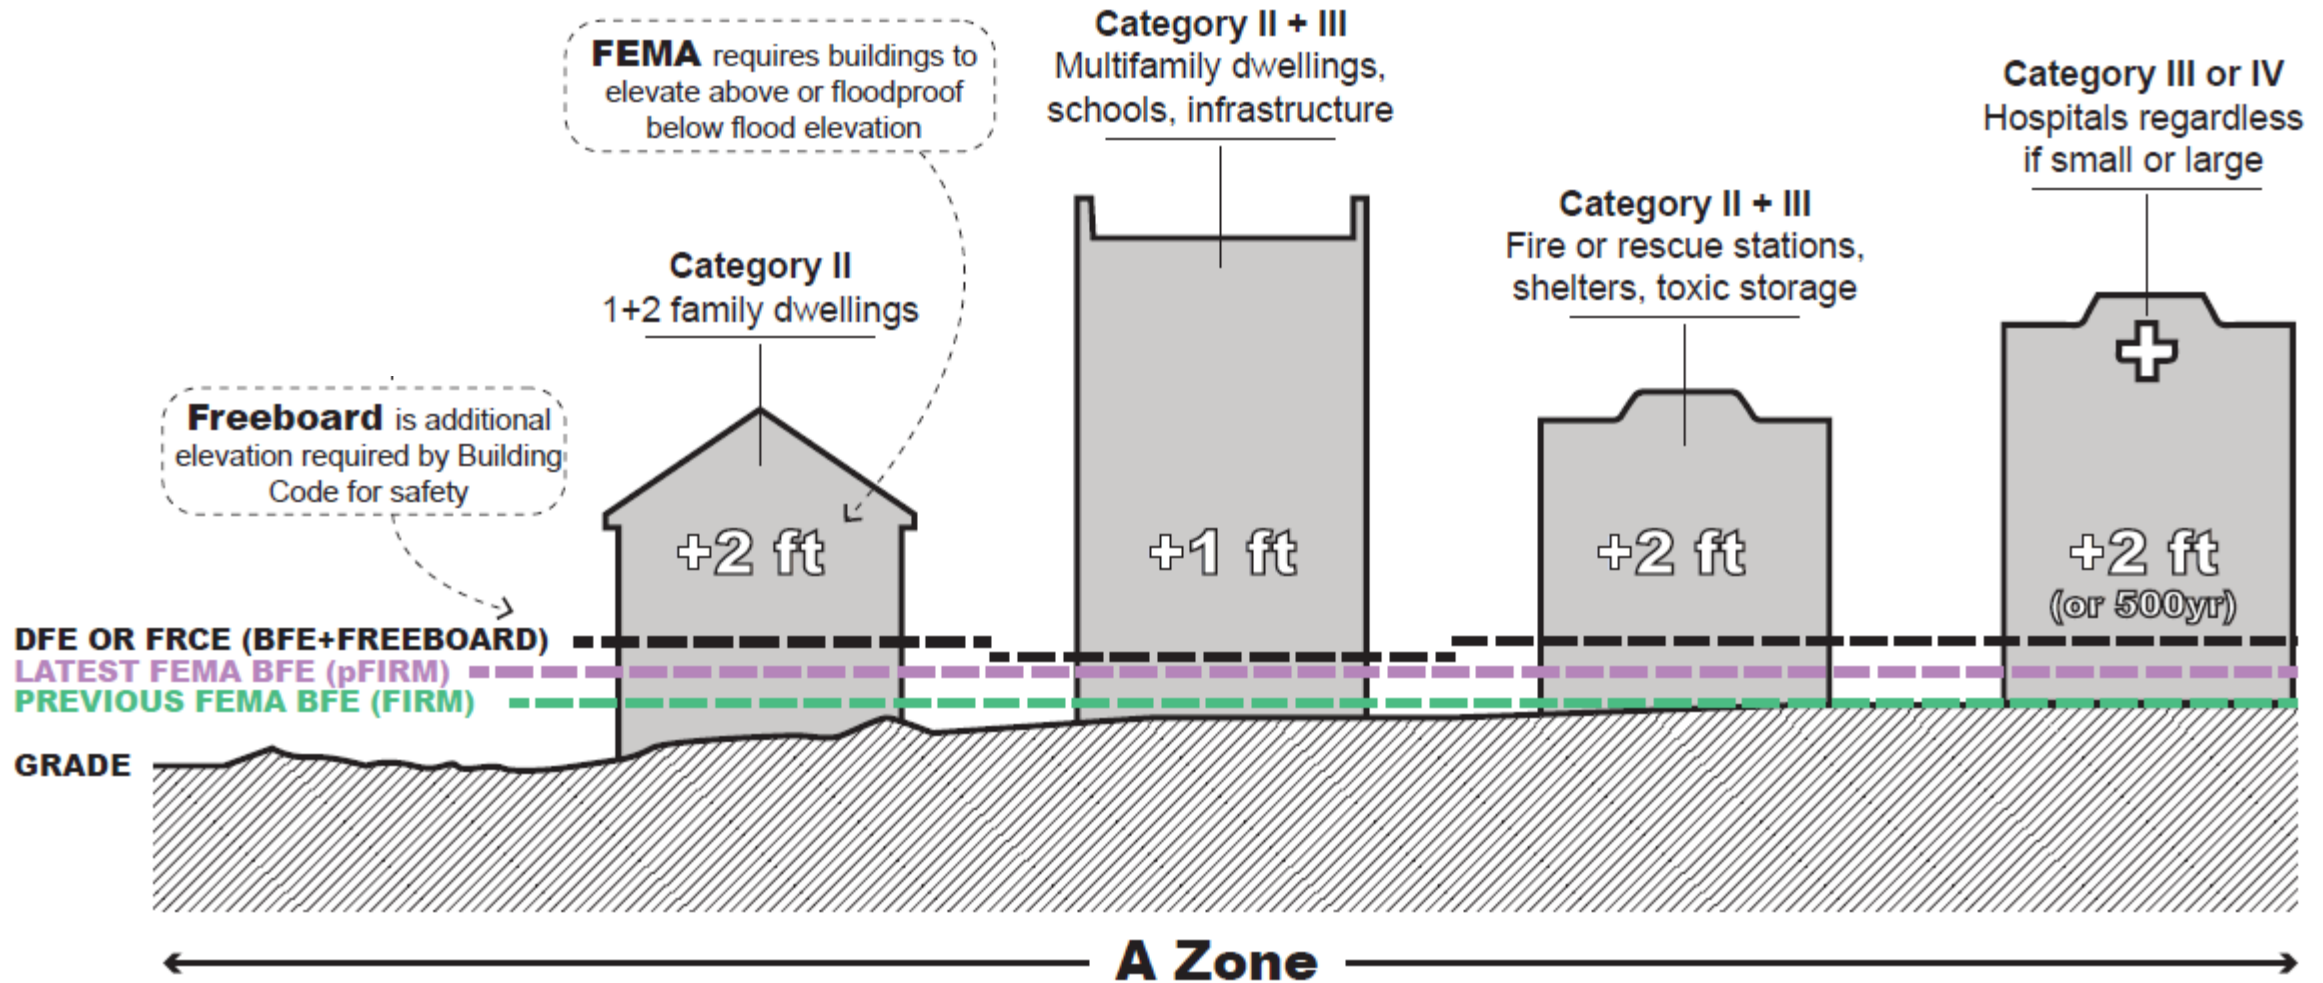 FEMA requires buildings to
elevate above or floodproof
below flood elevation
Category II + III
Multifamily dwellings,
schools, infrastructure
Category III or IV
Hospitals regardless
if small or large
Category II + III
Fire or rescue stations,
shelters, toxic storage
Category II
1+2 family dwellings
Freeboard is additional
elevation required by Building
Code for safety
+2 ft
+1 ft
+2 ft
+2 ft
(or 500yr)
DFE OR FRCE (BFE+FREEBOARD)
LATEST FEMA BFE (pFIRM)
PREVIOUS FEMA BFE (FIRM)
GRADE
A Zone